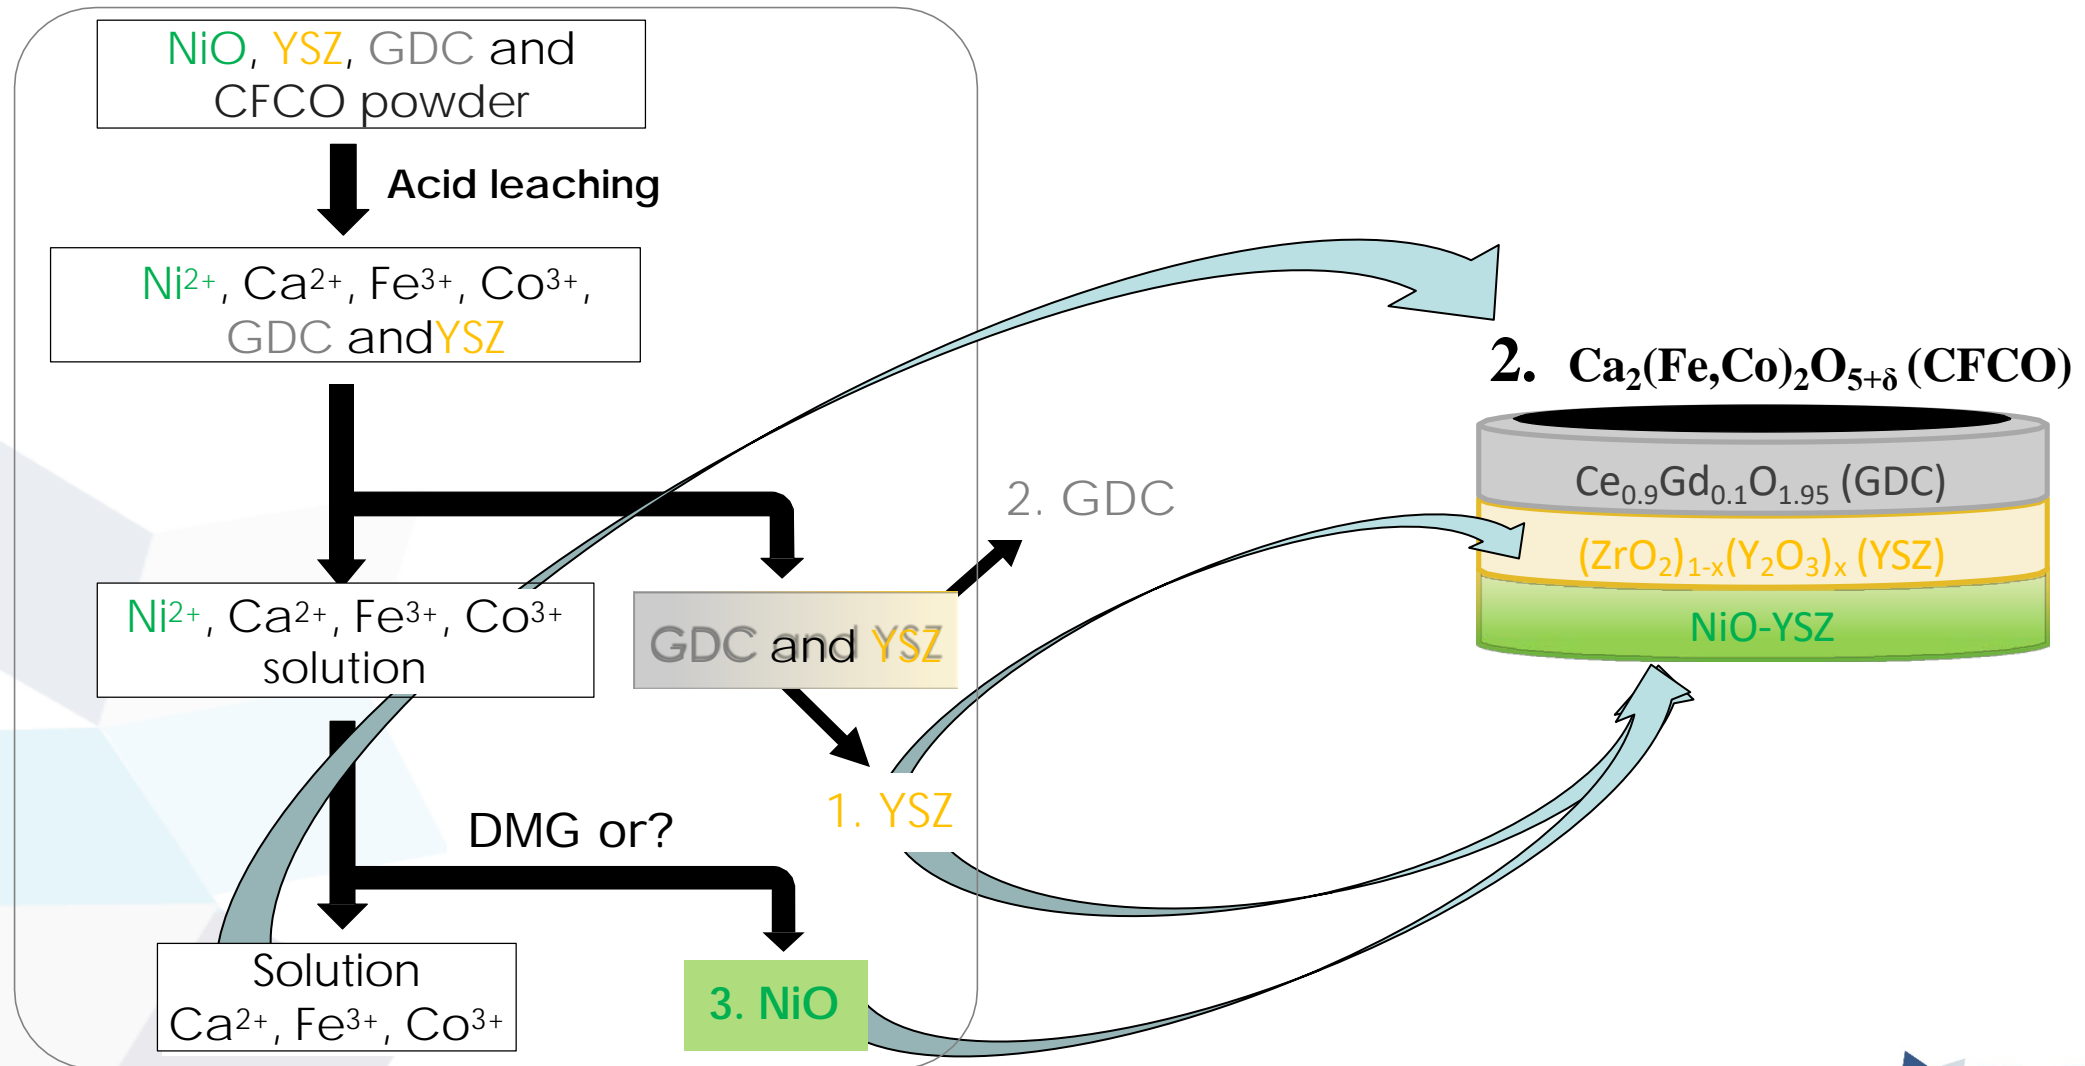 NiO, YSZ, GDC and
CFCO powder
Acid leaching
Ni²⁺, Ca²⁺, Fe³⁺, Co³⁺,
GDC andYSZ
Ni²⁺, Ca²⁺, Fe³⁺, Co³⁺
solution
GDC and YSZ
2. GDC
1. YSZ
DMG or?
Solution
Ca²⁺, Fe³⁺, Co³⁺
3. NiO
2. Ca₂(Fe,Co)₂O₅₊δ (CFCO)
Ce₀.₉Gd₀.₁O₁.₉₅ (GDC)
(ZrO₂)₁₋ₓ(Y₂O₃)ₓ (YSZ)
NiO-YSZ